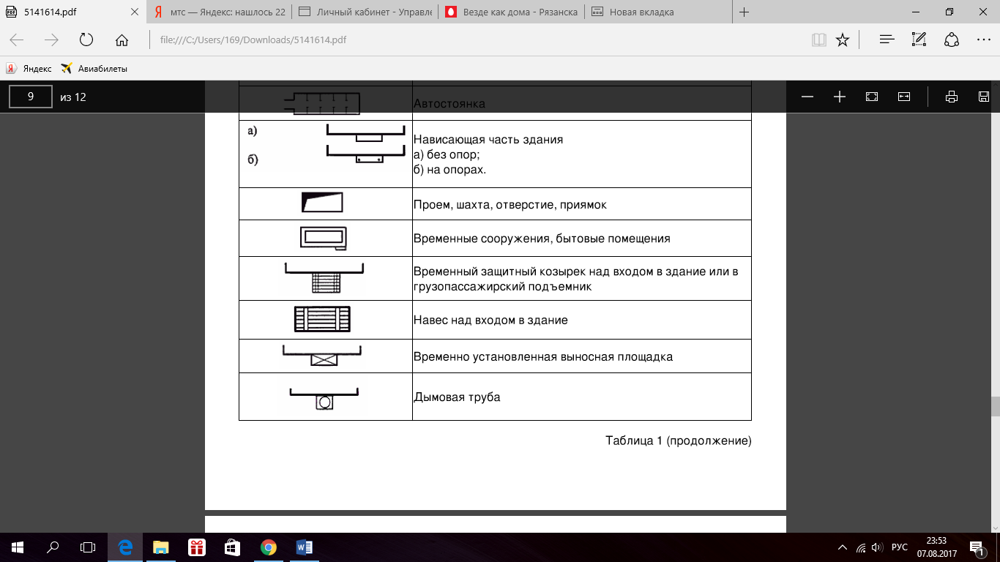 5141614.pdf
мтс — Яндекс: нашлось 22
Личный кабинет - Управле
Везде как дома - Рязанска
Новая вкладка
file:///C:/Users/169/Downloads/5141614.pdf
Яндекс
Авиабилеты
9 из 12
Автостоянка
а)
б)
Нависающая часть здания
а) без опор;
б) на опорах.
Проем, шахта, отверстие, приямок
Временные сооружения, бытовые помещения
Временный защитный козырек над входом в здание или в
грузопассажирский подъемник
Навес над входом в здание
Временно установленная выносная площадка
Дымовая труба
Таблица 1 (продолжение)
РУС
23:53
07.08.2017
1